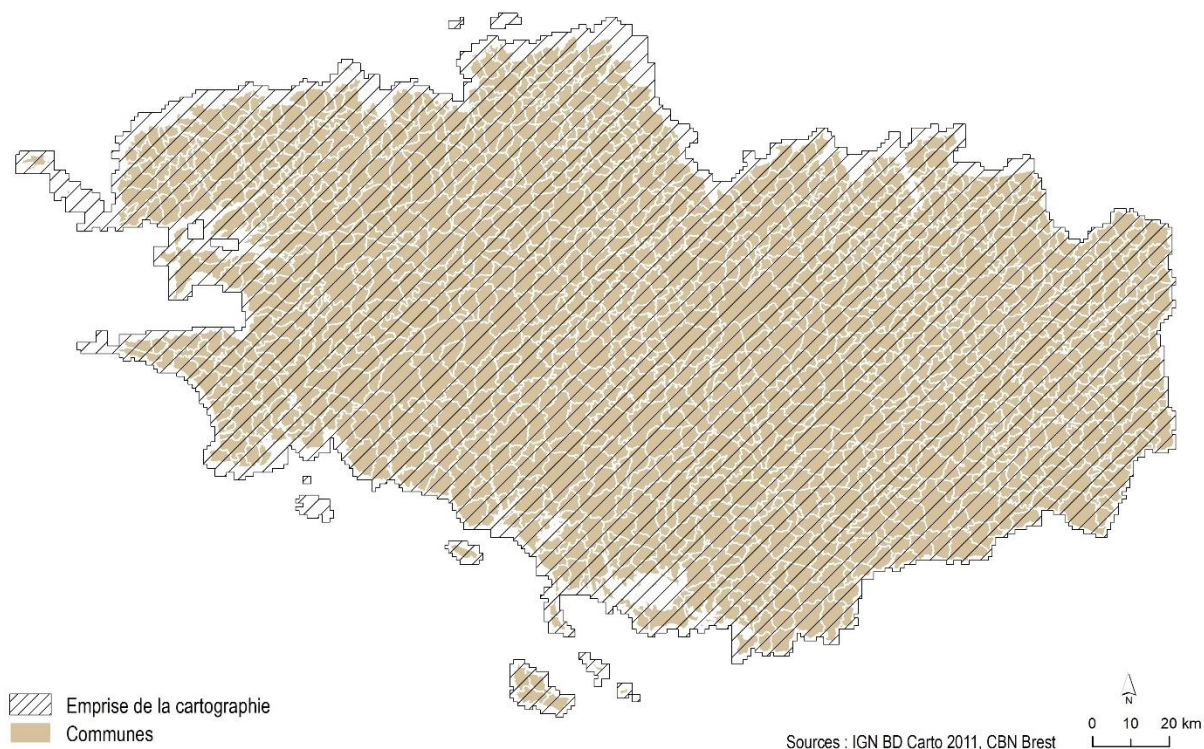 Emprise de la cartographie
Communes
Sources : IGN BD Carto 2011, CBN Brest
N
0 10 20 km